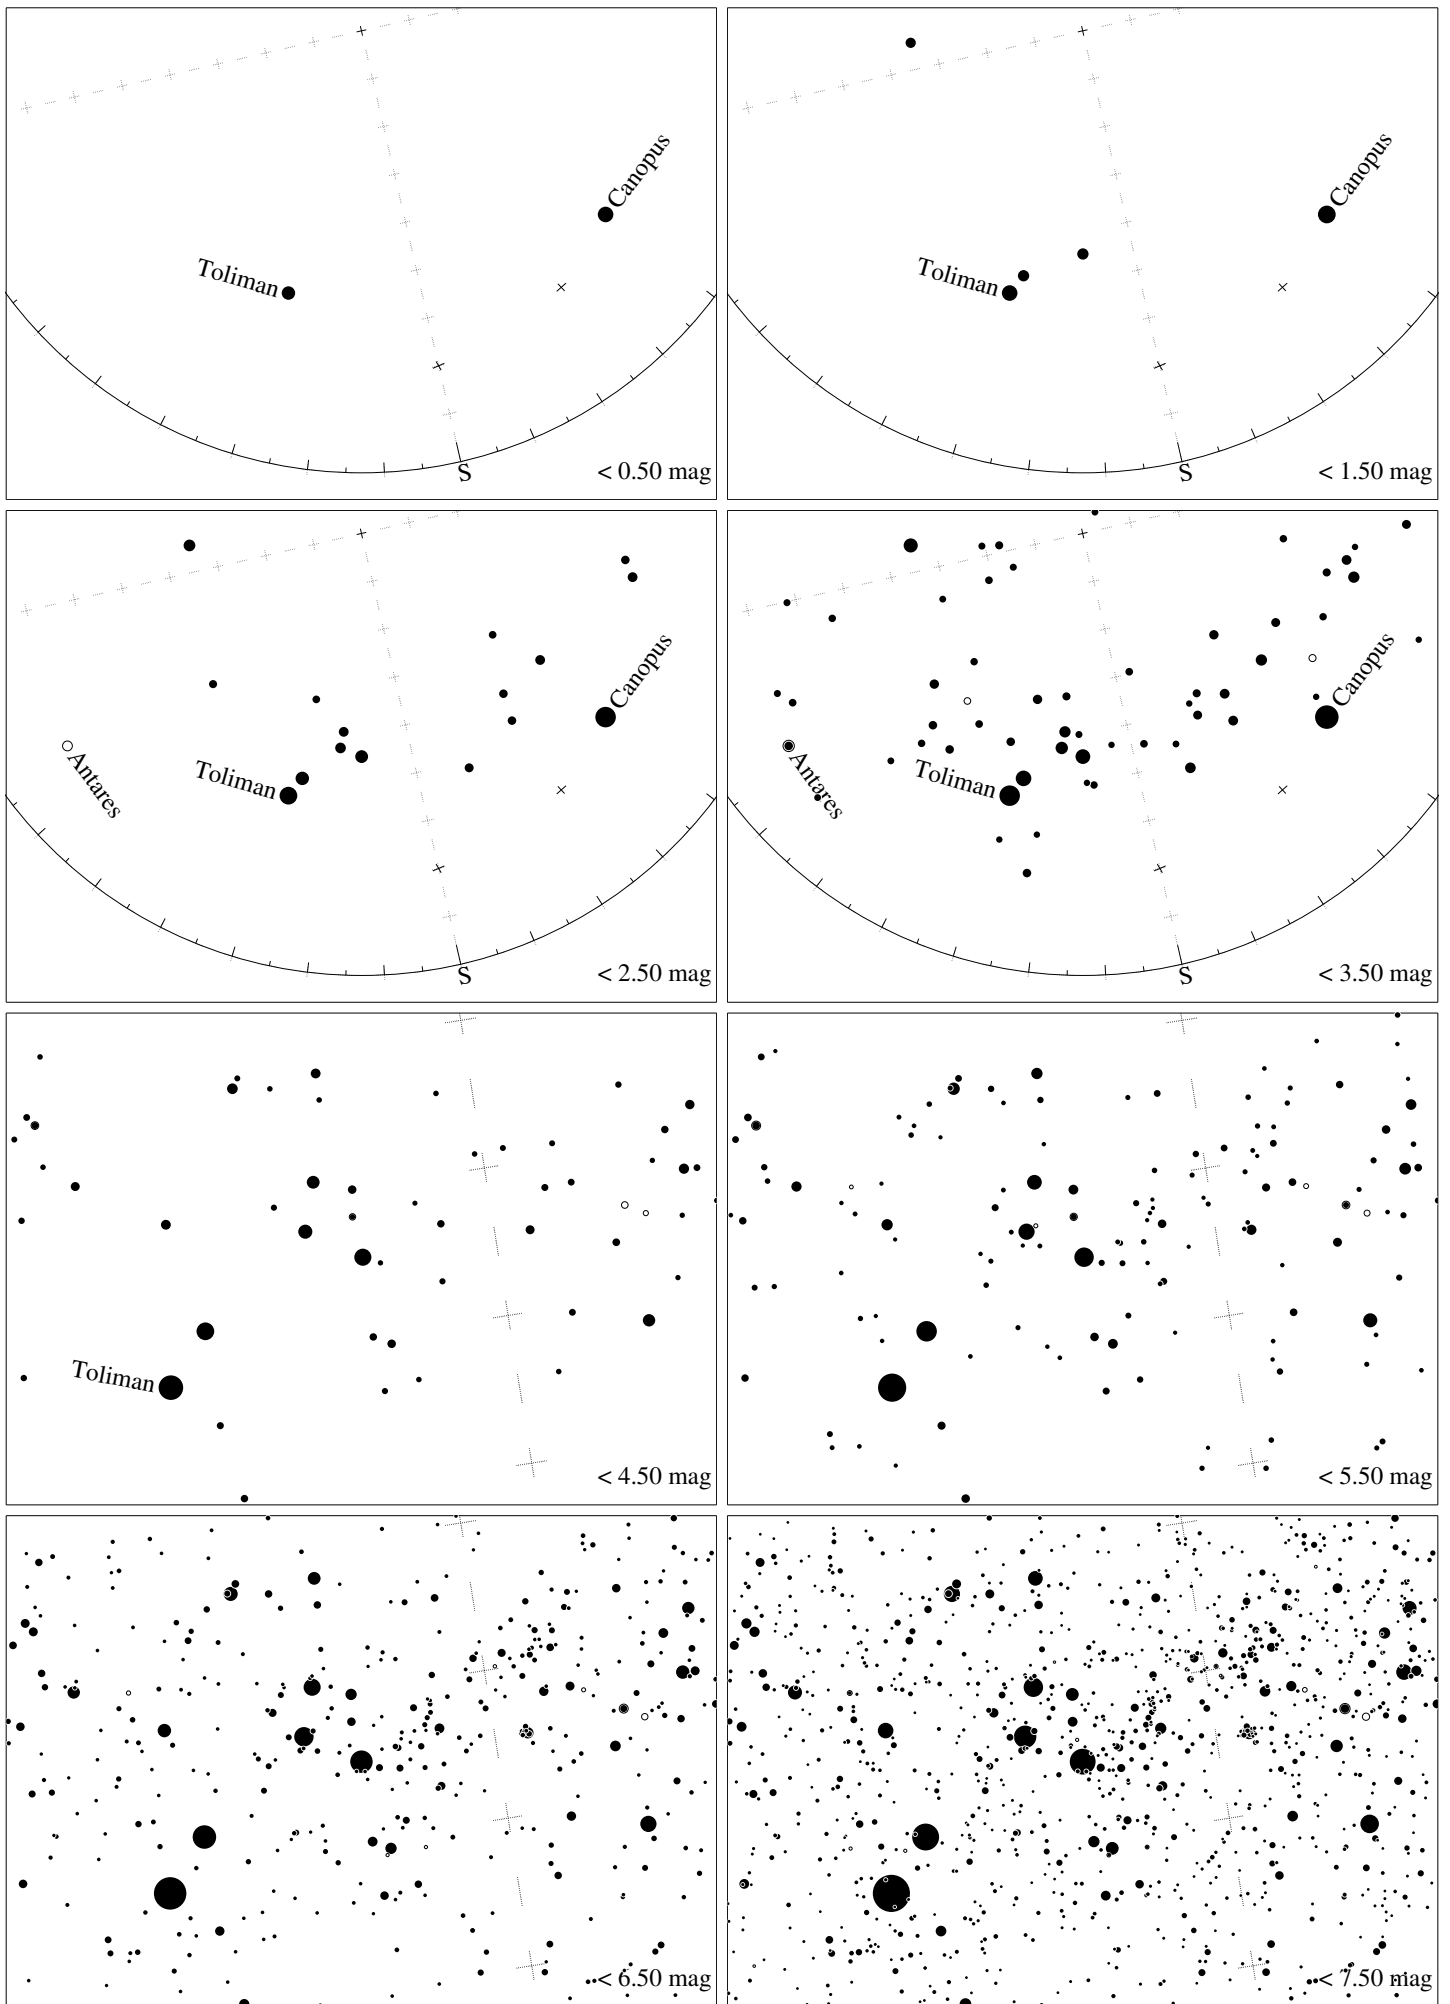 Canopus
Toliman
S
< 0.50 mag
Canopus
Toliman
S
< 1.50 mag
Canopus
Antares
Toliman
S
< 2.50 mag
Canopus
Antares
Toliman
S
< 3.50 mag
Toliman
< 4.50 mag
< 5.50 mag
< 6.50 mag
< 7.50 mag